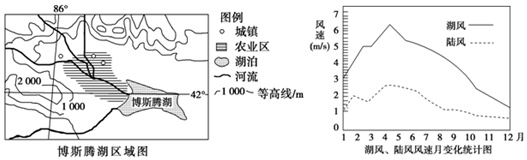 86°
2 000
1 000
42°
博斯腾湖
博斯腾湖区域图
图例
城镇
农业区
湖泊
河流
1 000 等高线/m
风速(m/s)
7
6
5
4
3
2
1
1 2 3 4 5 6 7 8 9 10 11 12 月
湖风
陆风
湖风、陆风风速月变化统计图